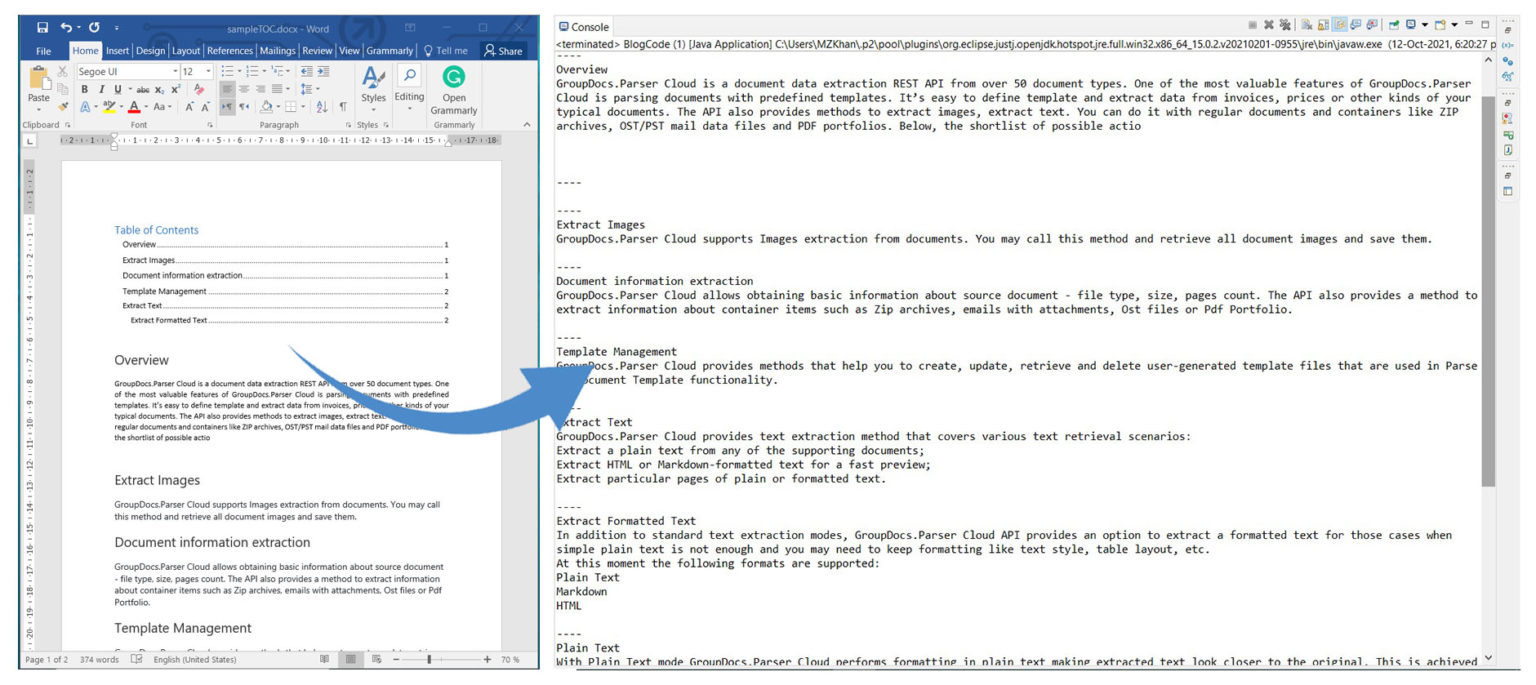 sampleTOC.docx - Word
File Home Insert Design Layout References Mailings Review View Grammarly Tell me Share
Segoe UI 12
Paste
B I U abc X₂ X²
Aa A A
Styles Editing Open Grammarly
Clipboard Font Paragraph Styles Grammarly
Table of Contents
Overview 1
Extract Images 1
Document information extraction 1
Template Management 2
Extract Text 2
Extract Formatted Text 2
Overview
GroupDocs.Parser Cloud is a document data extraction REST API over 50 document types. One
of the most valuable features of GroupDocs.Parser Cloud is parsing documents with predefined
templates. It's easy to define template and extract data from invoices, kinds of your
typical documents. The API also provides methods to extract images, extract text.
regular documents and containers like ZIP archives, OST/PST mail data files and PDF
the shortlist of possible actio
Extract Images
GroupDocs.Parser Cloud supports Images extraction from documents. You may call
this method and retrieve all document images and save them.
Document information extraction
GroupDocs.Parser Cloud allows obtaining basic information about source document
- file type, size, pages count. The API also provides a method to extract information
about container items such as Zip archives, emails with attachments, Ost files or Pdf
Portfolio.
Template Management
Page 1 of 2 374 words English (United States) 70 %
Console
<terminated> BlogCode (1) [Java Application] C:\Users\MZKhan\.p2\pool\plugins\org.eclipse.justj.openjdk.hotspot.jre.full.win32.x86_64_15.0.2.v20210201-0955\jre\bin\javaw.exe (12-Oct-2021, 6:20:27 p
----
Overview
GroupDocs.Parser Cloud is a document data extraction REST API from over 50 document types. One of the most valuable features of GroupDocs.Parser
Cloud is parsing documents with predefined templates. It's easy to define template and extract data from invoices, prices or other kinds of your
typical documents. The API also provides methods to extract images, extract text. You can do it with regular documents and containers like ZIP
archives, OST/PST mail data files and PDF portfolios. Below, the shortlist of possible actio
----
----
Extract Images
GroupDocs.Parser Cloud supports Images extraction from documents. You may call this method and retrieve all document images and save them.
----
Document information extraction
GroupDocs.Parser Cloud allows obtaining basic information about source document - file type, size, pages count. The API also provides a method to
extract information about container items such as Zip archives, emails with attachments, Ost files or Pdf Portfolio.
----
Template Management
GroupDocs.Parser Cloud provides methods that help you to create, update, retrieve and delete user-generated template files that are used in Parse
Document Template functionality.
--
Extract Text
GroupDocs.Parser Cloud provides text extraction method that covers various text retrieval scenarios:
Extract a plain text from any of the supporting documents;
Extract HTML or Markdown-formatted text for a fast preview;
Extract particular pages of plain or formatted text.
----
Extract Formatted Text
In addition to standard text extraction modes, GroupDocs.Parser Cloud API provides an option to extract a formatted text for those cases when
simple plain text is not enough and you may need to keep formatting like text style, table layout, etc.
At this moment the following formats are supported:
Plain Text
Markdown
HTML
----
Plain Text
With Plain Text mode GroupDocs.Parser Cloud performs formatting in plain text making extracted text look closer to the original. This is achieved